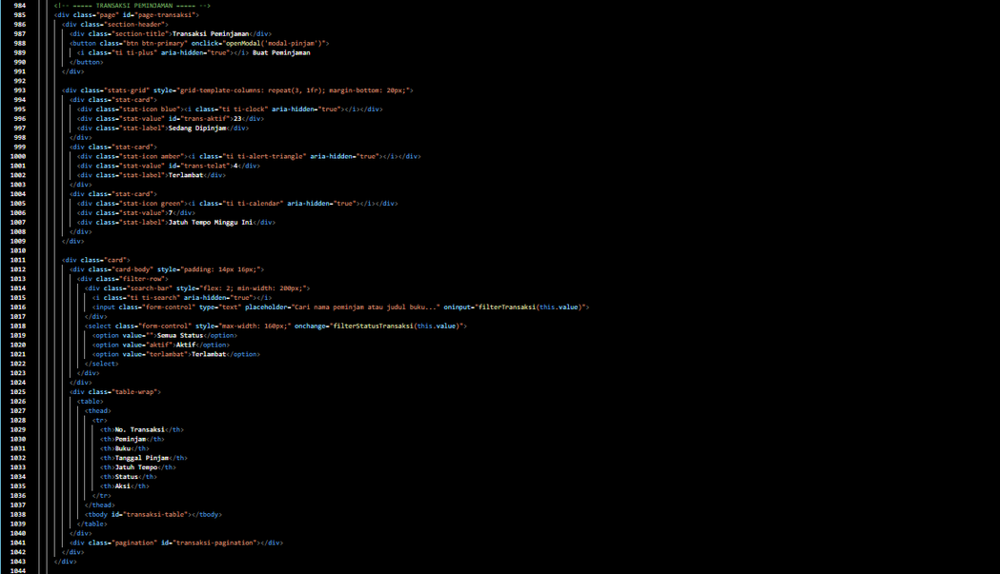 984 <!-- ===== TRANSAKSI PEMINJAMAN ===== -->
985 <div class="page" id="page-transaksi">
986 <div class="section-header">
987 <div class="section-title">Transaksi Peminjaman</div>
988 <button class="btn btn-primary" onclick="openModal('modal-pinjam')">
989 <i class="ti ti-plus" aria-hidden="true"></i> Buat Peminjaman
990 </button>
991 </div>
992
993 <div class="stats-grid" style="grid-template-columns: repeat(3, 1fr); margin-bottom: 20px;">
994 <div class="stat-card">
995 <div class="stat-icon blue"><i class="ti ti-clock" aria-hidden="true"></i></div>
996 <div class="stat-value" id="trans-aktif">23</div>
997 <div class="stat-label">Sedang Dipinjam</div>
998 </div>
999 <div class="stat-card">
1000 <div class="stat-icon amber"><i class="ti ti-alert-triangle" aria-hidden="true"></i></div>
1001 <div class="stat-value" id="trans-telat">4</div>
1002 <div class="stat-label">Terlambat</div>
1003 </div>
1004 <div class="stat-card">
1005 <div class="stat-icon green"><i class="ti ti-calendar" aria-hidden="true"></i></div>
1006 <div class="stat-value">7</div>
1007 <div class="stat-label">Jatuh Tempo Minggu Ini</div>
1008 </div>
1009 </div>
1010
1011 <div class="card">
1012 <div class="card-body" style="padding: 14px 16px;">
1013 <div class="filter-row">
1014 <div class="search-bar" style="flex: 2; min-width: 200px;">
1015 <i class="ti ti-search" aria-hidden="true"></i>
1016 <input class="form-control" type="text" placeholder="Cari nama peminjam atau judul buku..." oninput="filterTransaksi(this.value)">
1017 </div>
1018 <select class="form-control" style="max-width: 160px;" onchange="filterStatusTransaksi(this.value)">
1019 <option value="">Semua Status</option>
1020 <option value="aktif">Aktif</option>
1021 <option value="terlambat">Terlambat</option>
1022 </select>
1023 </div>
1024 </div>
1025 <div class="table-wrap">
1026 <table>
1027 <thead>
1028 <tr>
1029 <th>No. Transaksi</th>
1030 <th>Peminjam</th>
1031 <th>Buku</th>
1032 <th>Tanggal Pinjam</th>
1033 <th>Jatuh Tempo</th>
1034 <th>Status</th>
1035 <th>Aksi</th>
1036 </tr>
1037 </thead>
1038 <tbody id="transaksi-table"></tbody>
1039 </table>
1040 </div>
1041 <div class="pagination" id="transaksi-pagination"></div>
1042 </div>
1043 </div>
1044